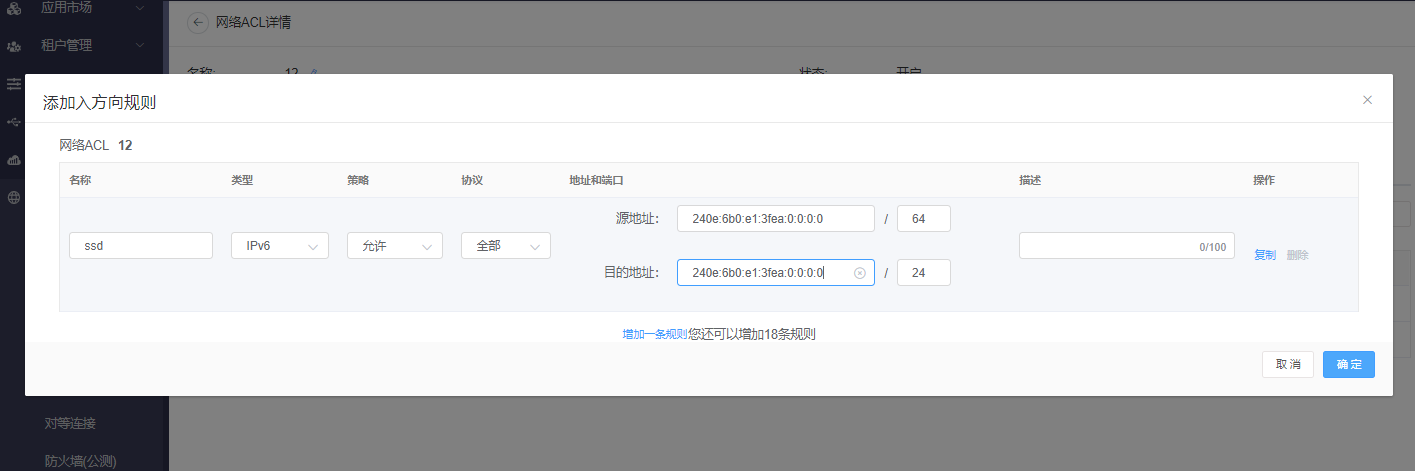 应用市场
网络ACL详情
租户管理
名称: 12
状态: 开启
添加入方向规则
网络ACL 12
名称 类型 策略 协议 地址和端口 描述 操作
源地址: 240e:6b0:e1:3fea:0:0:0:0 / 64
ssd IPv6 允许 全部 0/100 复制 删除
目的地址: 240e:6b0:e1:3fea:0:0:0:0 / 24
增加一条规则您还可以增加18条规则
取消 确定
对等连接
防火墙(公测)